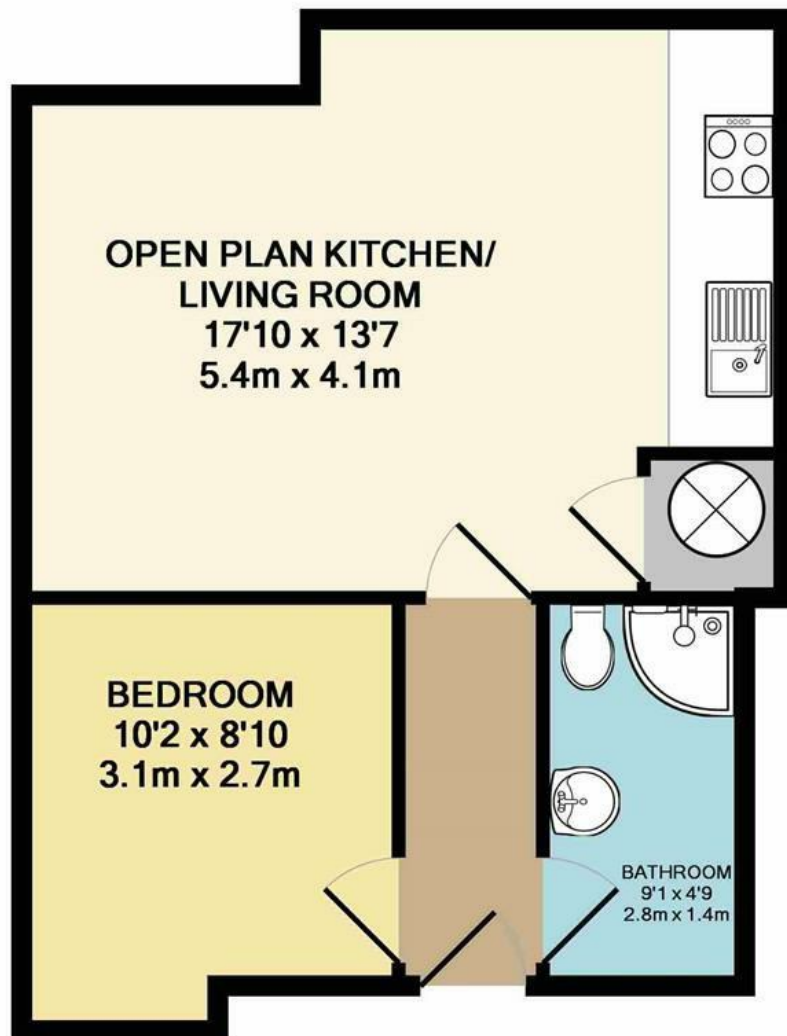 OPEN PLAN KITCHEN/
LIVING ROOM
17'10 x 13'7
5.4m x 4.1m
BEDROOM
10'2 x 8'10
3.1m x 2.7m
BATHROOM
9'1 x 4'9
2.8m x 1.4m